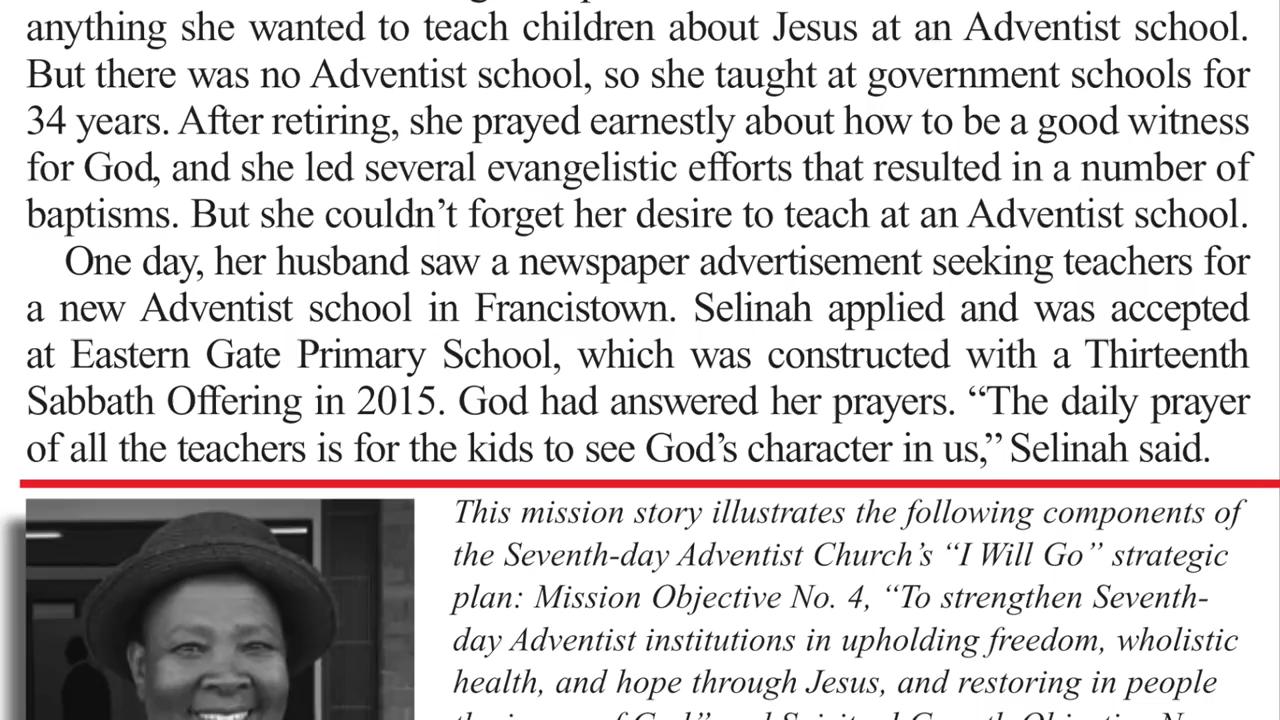 anything she wanted to teach children about Jesus at an Adventist school.
But there was no Adventist school, so she taught at government schools for
34 years. After retiring, she prayed earnestly about how to be a good witness
for God, and she led several evangelistic efforts that resulted in a number of
baptisms. But she couldn’t forget her desire to teach at an Adventist school.
One day, her husband saw a newspaper advertisement seeking teachers for
a new Adventist school in Francistown. Selinah applied and was accepted
at Eastern Gate Primary School, which was constructed with a Thirteenth
Sabbath Offering in 2015. God had answered her prayers. “The daily prayer
of all the teachers is for the kids to see God’s character in us,” Selinah said.
This mission story illustrates the following components of
the Seventh-day Adventist Church’s “I Will Go” strategic
plan: Mission Objective No. 4, “To strengthen Seventh-
day Adventist institutions in upholding freedom, wholistic
health, and hope through Jesus, and restoring in people